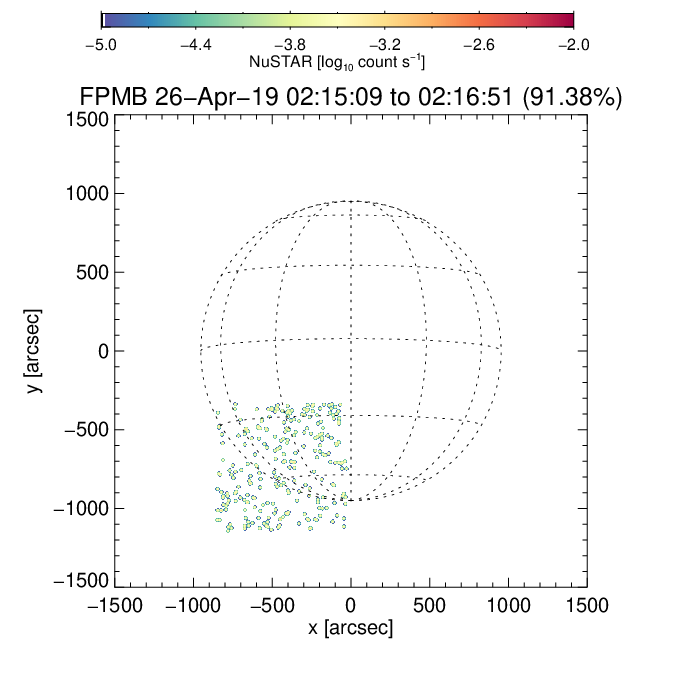 −5.0 −4.4 −3.8 −3.2 −2.6 −2.0
NuSTAR [log10 count s−1]
FPMB 26−Apr−19 02:15:09 to 02:16:51 (91.38%)
1500
1000
500
0
−500
−1000
−1500
y [arcsec]
−1500 −1000 −500 0 500 1000 1500
x [arcsec]